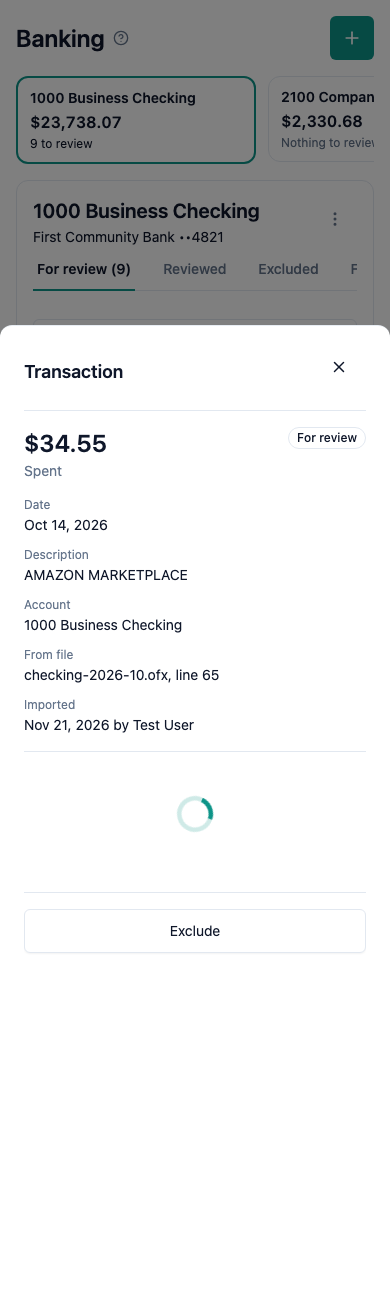 Banking
1000 Business Checking
$23,738.07
9 to review
2100 Compan
$2,330.68
Nothing to review
1000 Business Checking
First Community Bank ••4821
For review (9)
Reviewed
Excluded
F
Transaction
$34.55
For review
Spent
Date
Oct 14, 2026
Description
AMAZON MARKETPLACE
Account
1000 Business Checking
From file
checking-2026-10.ofx, line 65
Imported
Nov 21, 2026 by Test User
Exclude